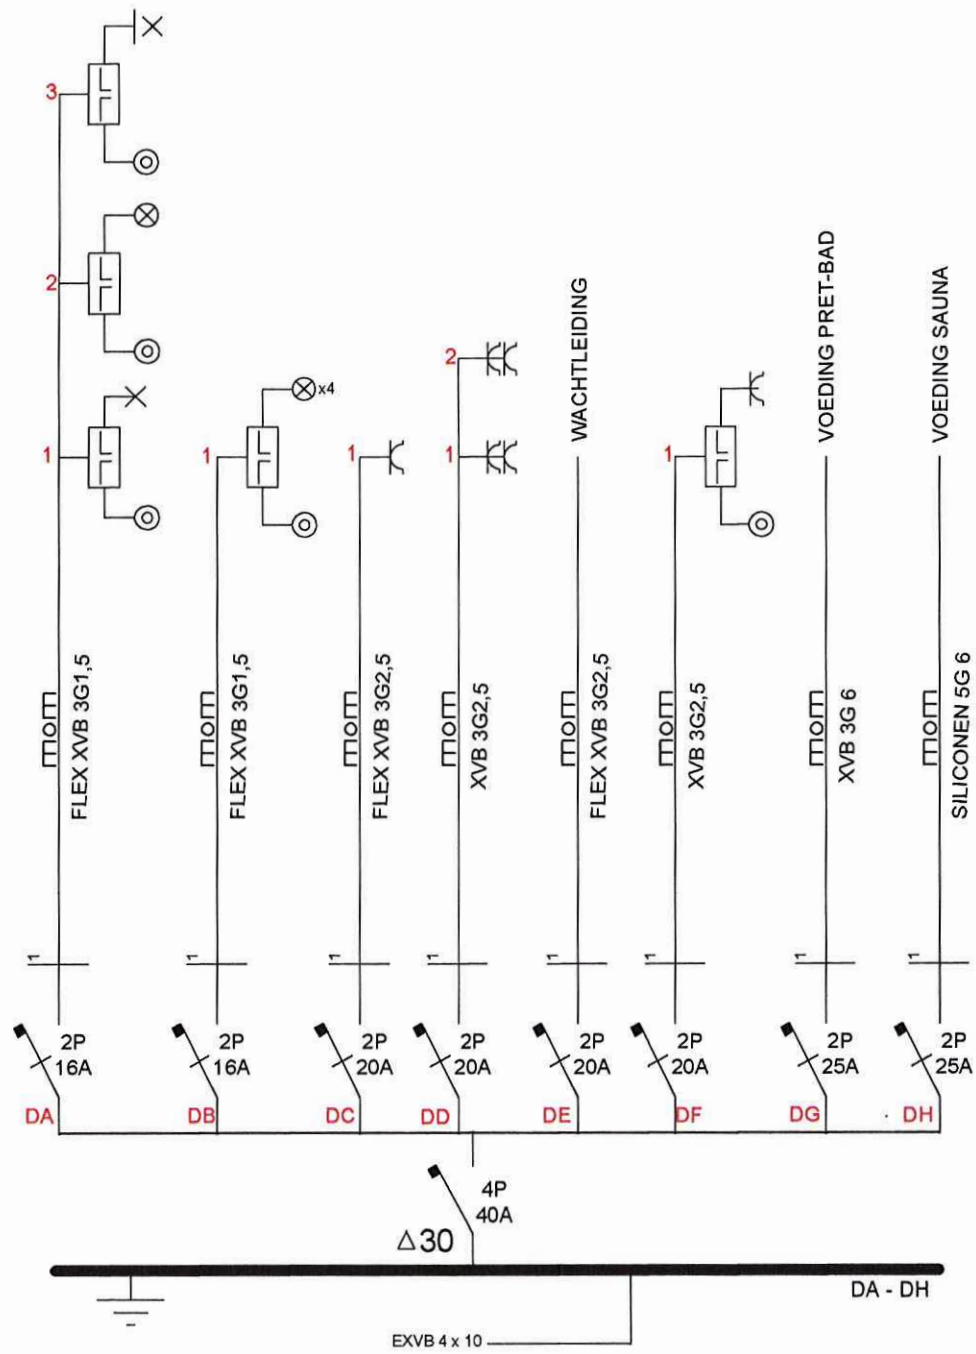 3
2
1
1
x4
1
2
1
WACHTLEIDING
1
VOEDING PRET-BAD
VOEDING SAUNA
FLEX XVB 3G1,5
FLEX XVB 3G1,5
FLEX XVB 3G2,5
XVB 3G2,5
FLEX XVB 3G2,5
XVB 3G2,5
XVB 3G 6
SILICONEN 5G 6
1
1
1
1
1
1
1
1
2P
16A
2P
16A
2P
20A
2P
20A
2P
20A
2P
20A
2P
25A
2P
25A
DA
DB
DC
DD
DE
DF
DG
DH
4P
40A
Δ30
DA - DH
EXVB 4 x 10